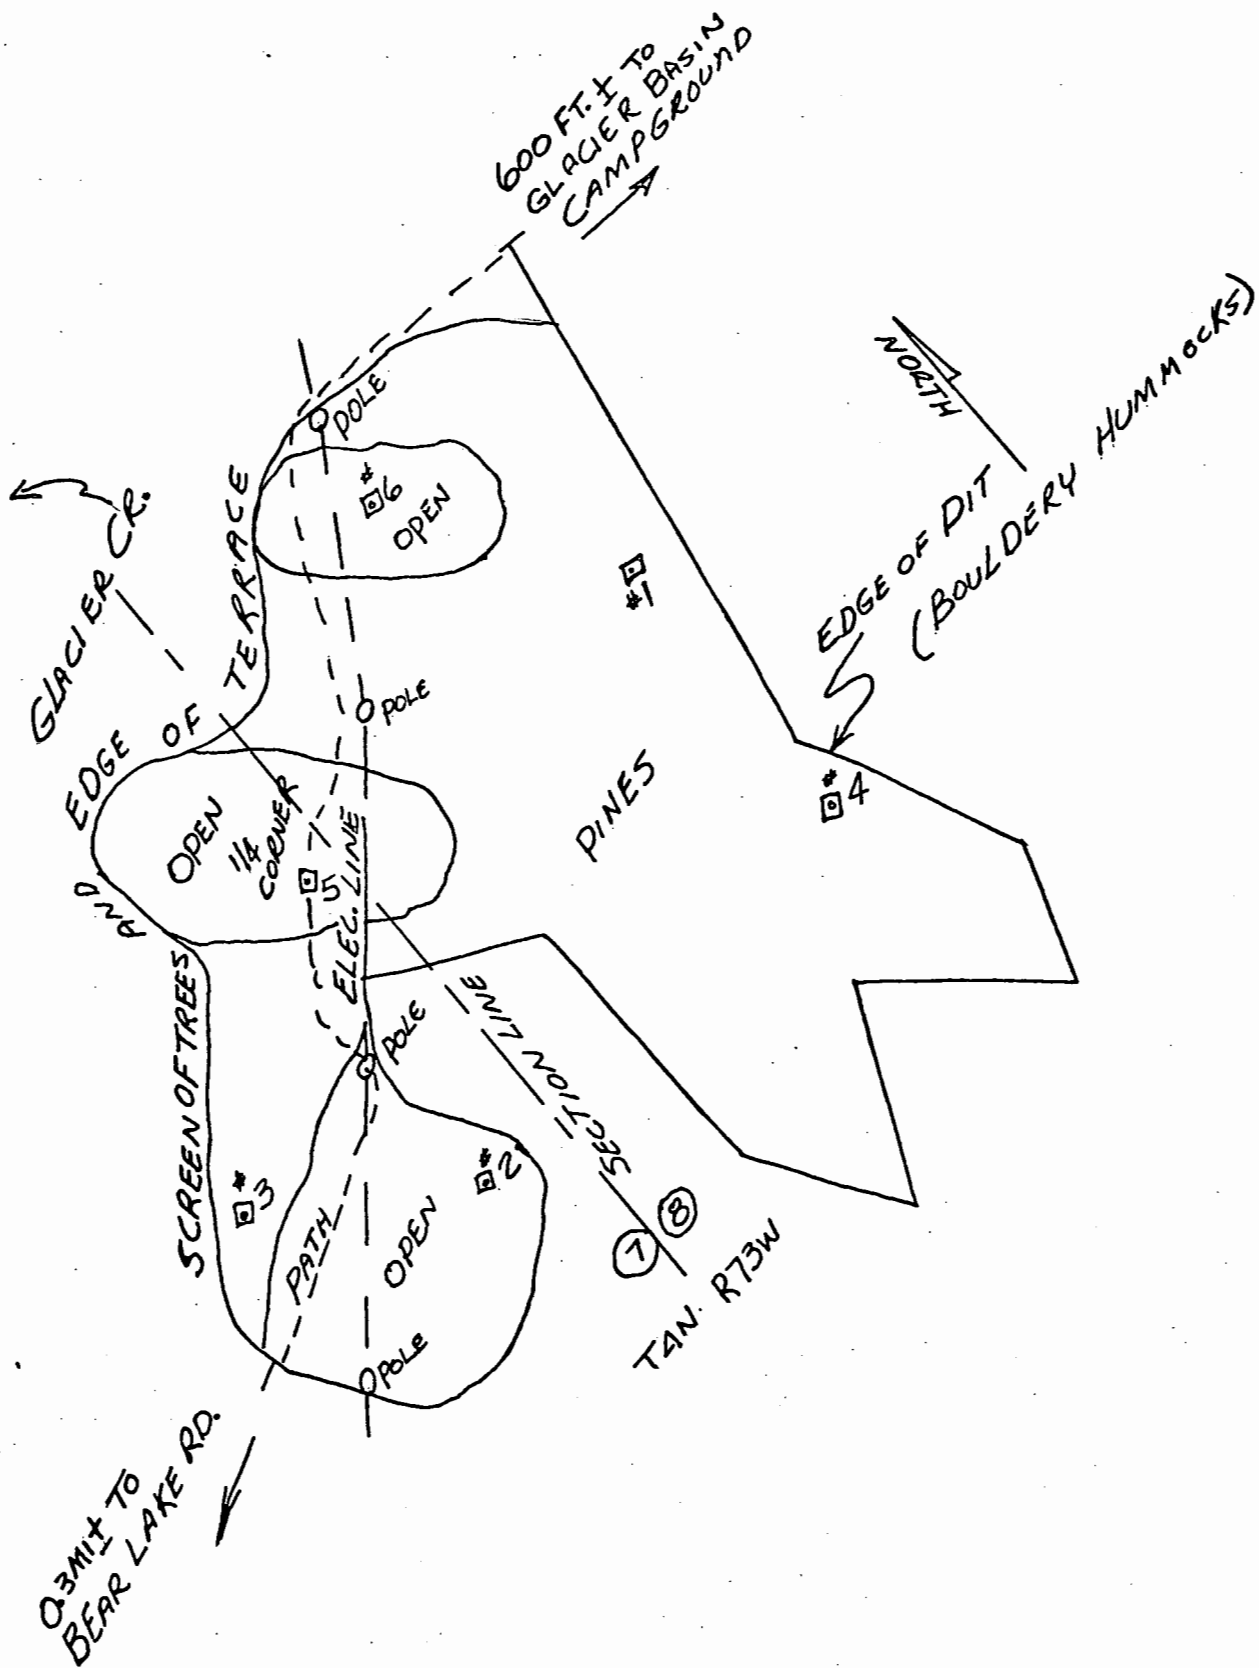 600 FT. ± TO
GLACIER BASIN
CAMPGROUND
NORTH
EDGE OF PIT
(BOULDERY HUMMOCKS)
GLACIER CR.
POLE
#6
OPEN
#1
EDGE OF TERRACE
AND
SCREEN OF TREES
POLE
PINES
#4
OPEN
1/4
CORNER
5
ELEC. LINE
POLE
SECTION LINE
#3
#2
PATH
OPEN
7
8
T4N. R73W
POLE
0.3 MI ± TO
BEAR LAKE RD.